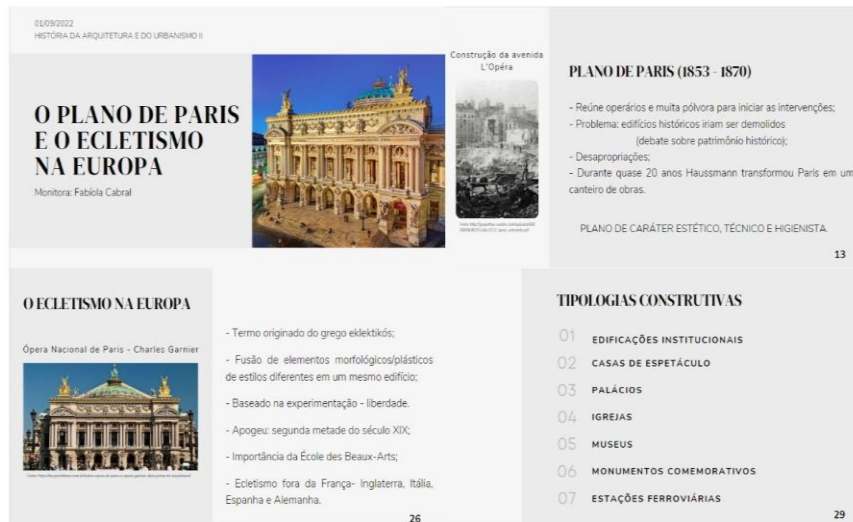 01/09/2022
HISTÓRIA DA ARQUITETURA E DO URBANISMO II
O PLANO DE PARIS
E O ECLETISMO
NA EUROPA
Monitora: Fabíola Cabral
Construção da avenida
L'Opéra
PLANO DE PARIS (1853 - 1870)
- Reúne operários e muita pólvora para iniciar as intervenções;
- Problema: edifícios históricos iriam ser demolidos
(debate sobre patrimônio histórico);
- Desapropriações;
- Durante quase 20 anos Haussmann transformou Paris em um
canteiro de obras.
PLANO DE CARÁTER ESTÉTICO, TÉCNICO E HIGIENISTA.
13
O ECLETISMO NA EUROPA
Ópera Nacional de Paris - Charles Garnier
- Termo originado do grego eklektikós;
- Fusão de elementos morfológicos/plásticos
de estilos diferentes em um mesmo edifício;
- Baseado na experimentação - liberdade.
- Apogeu: segunda metade do século XIX;
- Importância da École des Beaux-Arts;
- Ecletismo fora da França- Inglaterra, Itália,
Espanha e Alemanha.
26
TIPOLOGIAS CONSTRUTIVAS
01 EDIFICAÇÕES INSTITUCIONAIS
02 CASAS DE ESPETÁCULO
03 PALÁCIOS
04 IGREJAS
05 MUSEUS
06 MONUMENTOS COMEMORATIVOS
07 ESTAÇÕES FERROVIÁRIAS
29